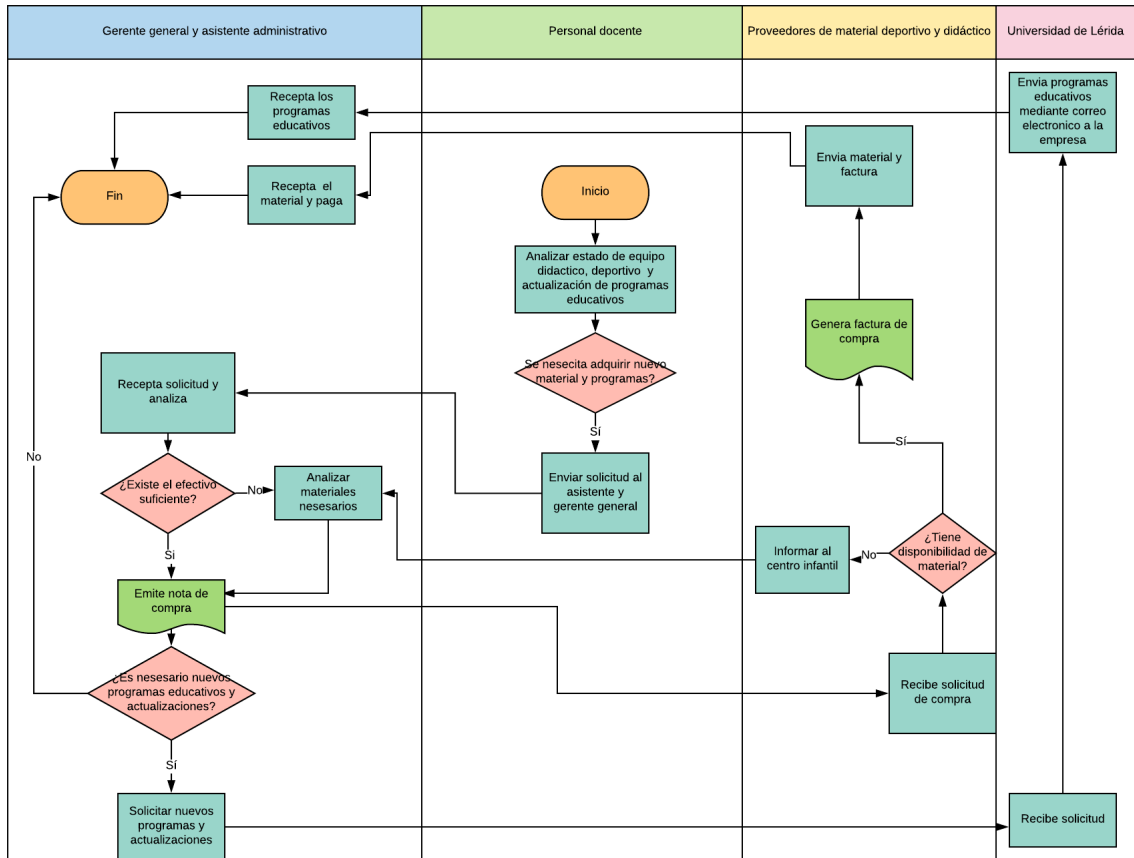 Gerente general y asistente administrativo
Personal docente
Proveedores de material deportivo y didáctico
Universidad de Lérida
Recepta los
programas
educativos
Envia programas
educativos
mediante correo
electronico a la
empresa
Envia material y
factura
Fin
Recepta el
material y paga
Inicio
Analizar estado de equipo
didactico, deportivo y
actualización de programas
educativos
Genera factura de
compra
Se nesecita adquirir nuevo
material y programas?
Recepta solicitud y
analiza
Sí
Sí
No
¿Existe el efectivo
suficiente?
No
Analizar
materiales
nesesarios
Enviar solicitud al
asistente y
gerente general
Si
Informar al
centro infantil
No
¿Tiene
disponibilidad de
material?
Emite nota de
compra
¿Es nesesario nuevos
programas educativos y
actualizaciones?
Recibe solicitud
de compra
Sí
Solicitar nuevos
programas y
actualizaciones
Recibe solicitud